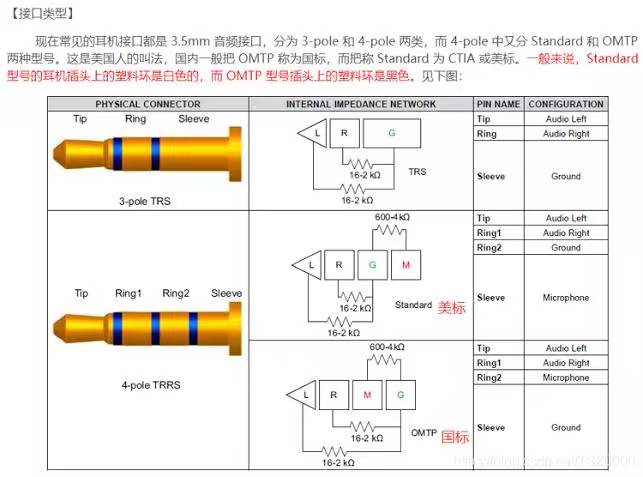 【接口类型】
现在常见的耳机接口都是 3.5mm 音频接口，分为 3-pole 和 4-pole 两类，而 4-pole 中又分 Standard 和 OMTP
两种型号。这是美国人的叫法，国内一般把 OMTP 称为国标，而把称 Standard 为 CTIA 或美标。一般来说，Standard
型号的耳机插头上的塑料环是白色的，而 OMTP 型号插头上的塑料环是黑色。见下图：
PHYSICAL CONNECTOR INTERNAL IMPEDANCE NETWORK PIN NAME CONFIGURATION
Tip Ring Sleeve
3-pole TRS
L R G
16-2 kΩ
TRS
16-2 kΩ
Tip Audio Left
Ring Audio Right
Sleeve Ground
Tip Ring1 Ring2 Sleeve
4-pole TRRS
600-4kΩ
L R G M
16-2 kΩ
Standard 美标
16-2 kΩ
Tip Audio Left
Ring1 Audio Right
Ring2 Ground
Sleeve Microphone
600-4kΩ
L R M G
16-2 kΩ
OMTP 国标
16-2 kΩ
Tip Audio Left
Ring1 Audio Right
Ring2 Microphone
Sleeve Ground